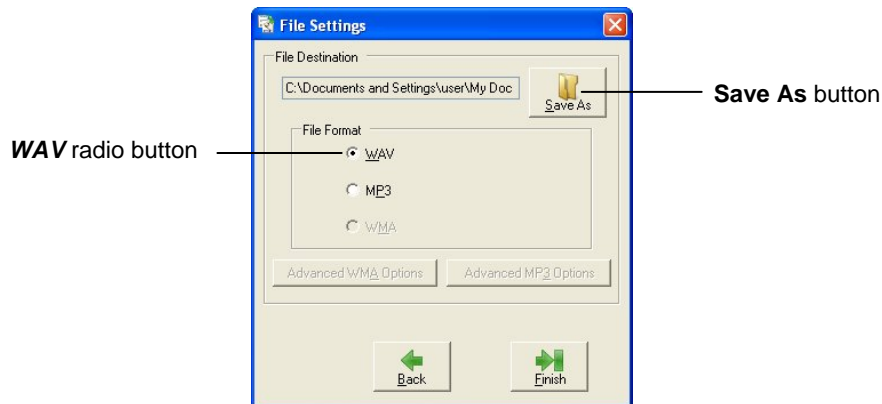 File Settings
File Destination
C:\Documents and Settings\user\My Doc
Save As
Save As button
File Format
WAV radio button
WAV
MP3
WMA
Advanced WMA Options
Advanced MP3 Options
Back
Finish